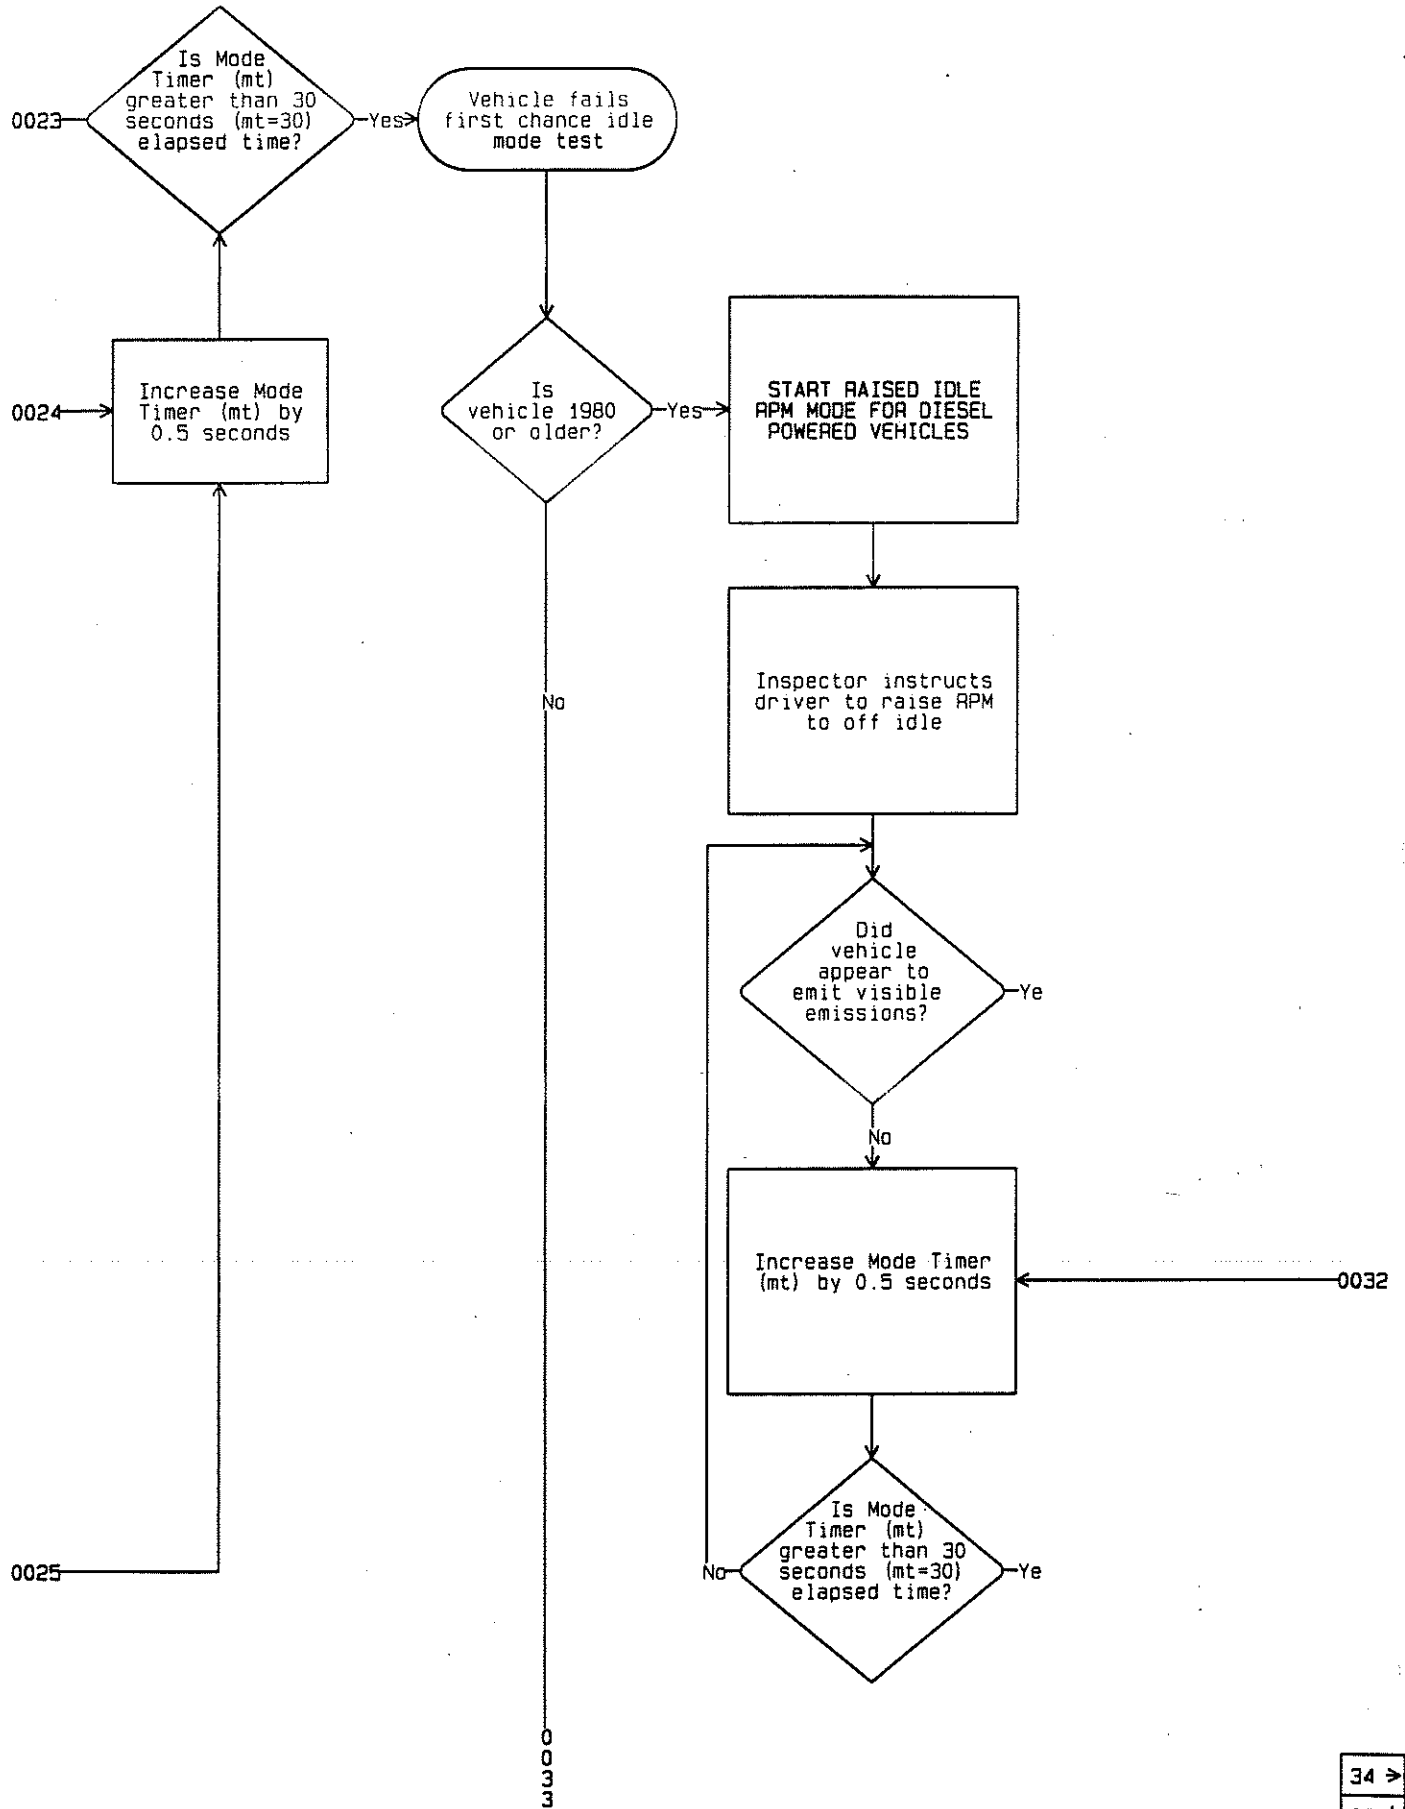 Is Mode
Timer (mt)
greater than 30
seconds (mt=30)
elapsed time?
0023
Yes
Vehicle fails
first chance idle
mode test
0024
Increase Mode
Timer (mt) by
0.5 seconds
Is
vehicle 1980
or older?
Yes
START RAISED IDLE
RPM MODE FOR DIESEL
POWERED VEHICLES
No
Inspector instructs
driver to raise RPM
to off idle
Did
vehicle
appear to
emit visible
emissions?
Ye
No
Increase Mode Timer
(mt) by 0.5 seconds
0032
0025
No
Is Mode
Timer (mt)
greater than 30
seconds (mt=30)
elapsed time?
Ye
0
0
3
3
34 →